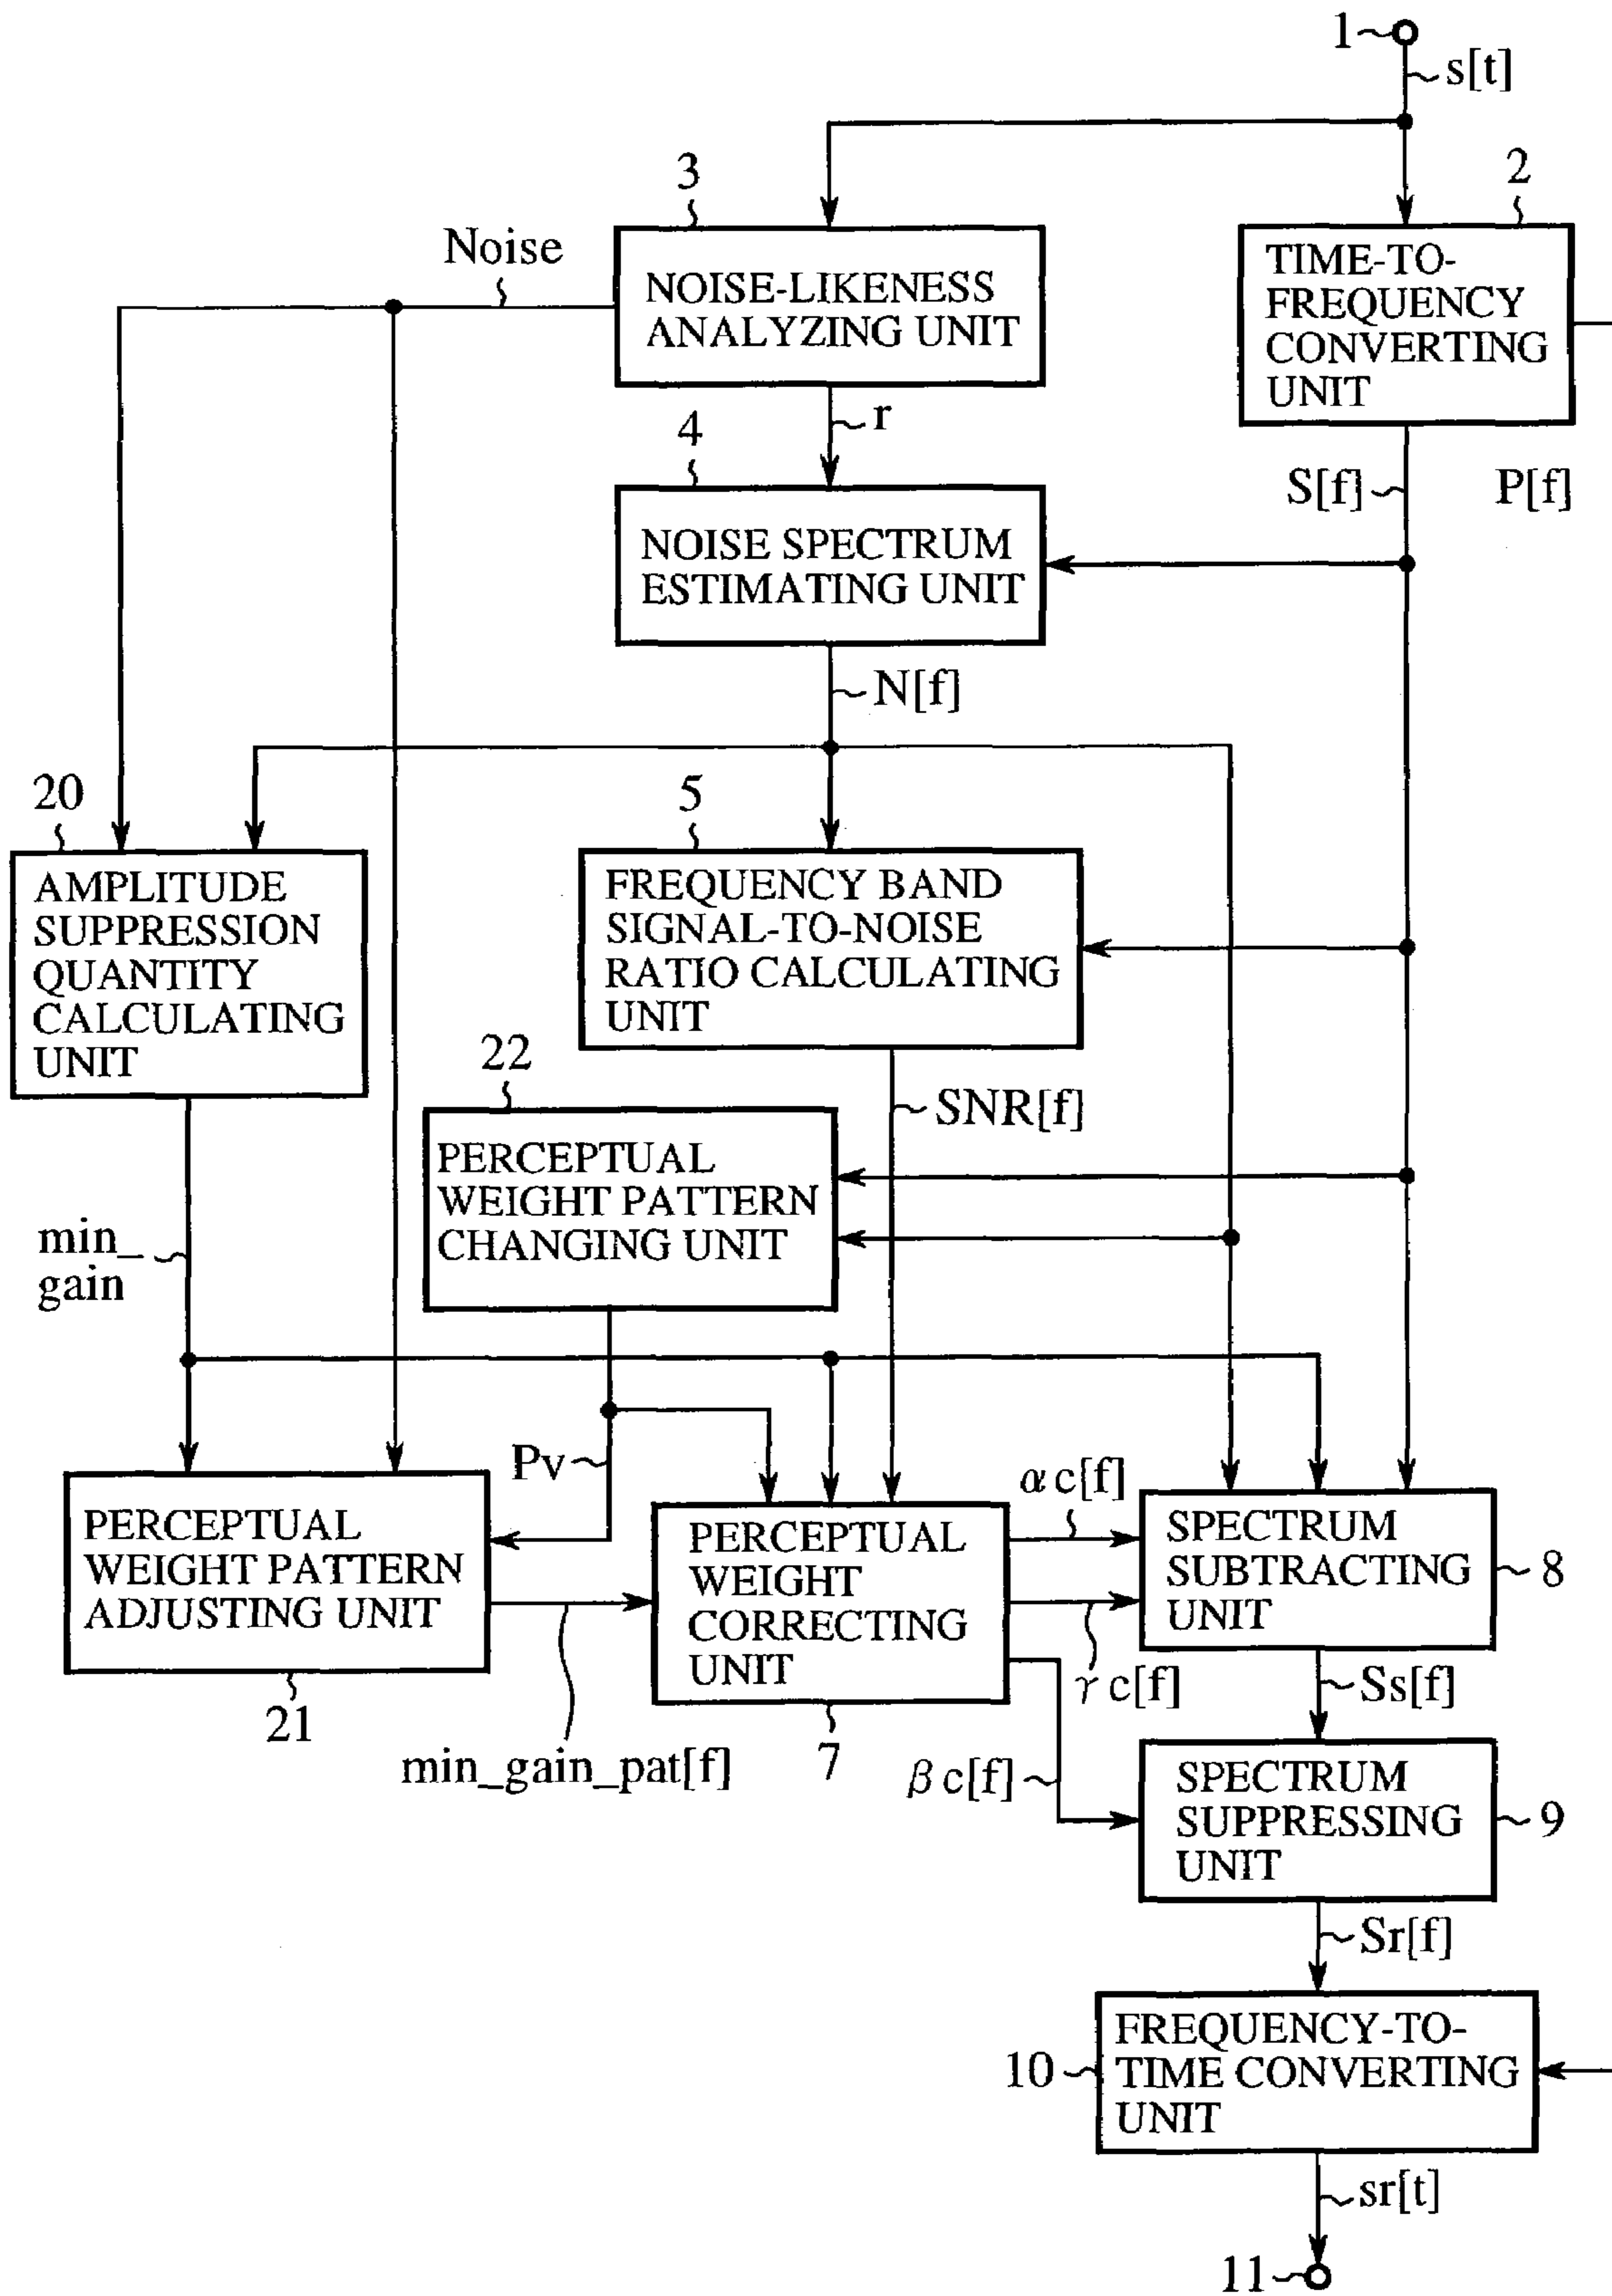 1
s[t]
3
2
Noise
NOISE-LIKENESS
ANALYZING UNIT
TIME-TO-
FREQUENCY
CONVERTING
UNIT
r
4
S[f]
P[f]
NOISE SPECTRUM
ESTIMATING UNIT
N[f]
20
5
AMPLITUDE
SUPPRESSION
QUANTITY
CALCULATING
UNIT
FREQUENCY BAND
SIGNAL-TO-NOISE
RATIO CALCULATING
UNIT
22
SNR[f]
PERCEPTUAL
WEIGHT PATTERN
CHANGING UNIT
min_
gain
Pv
αc[f]
PERCEPTUAL
WEIGHT PATTERN
ADJUSTING UNIT
PERCEPTUAL
WEIGHT
CORRECTING
UNIT
SPECTRUM
SUBTRACTING
UNIT
8
21
min_gain_pat[f]
7
γc[f]
Ss[f]
βc[f]
SPECTRUM
SUPPRESSING
UNIT
9
Sr[f]
10
FREQUENCY-TO-
TIME CONVERTING
UNIT
sr[t]
11